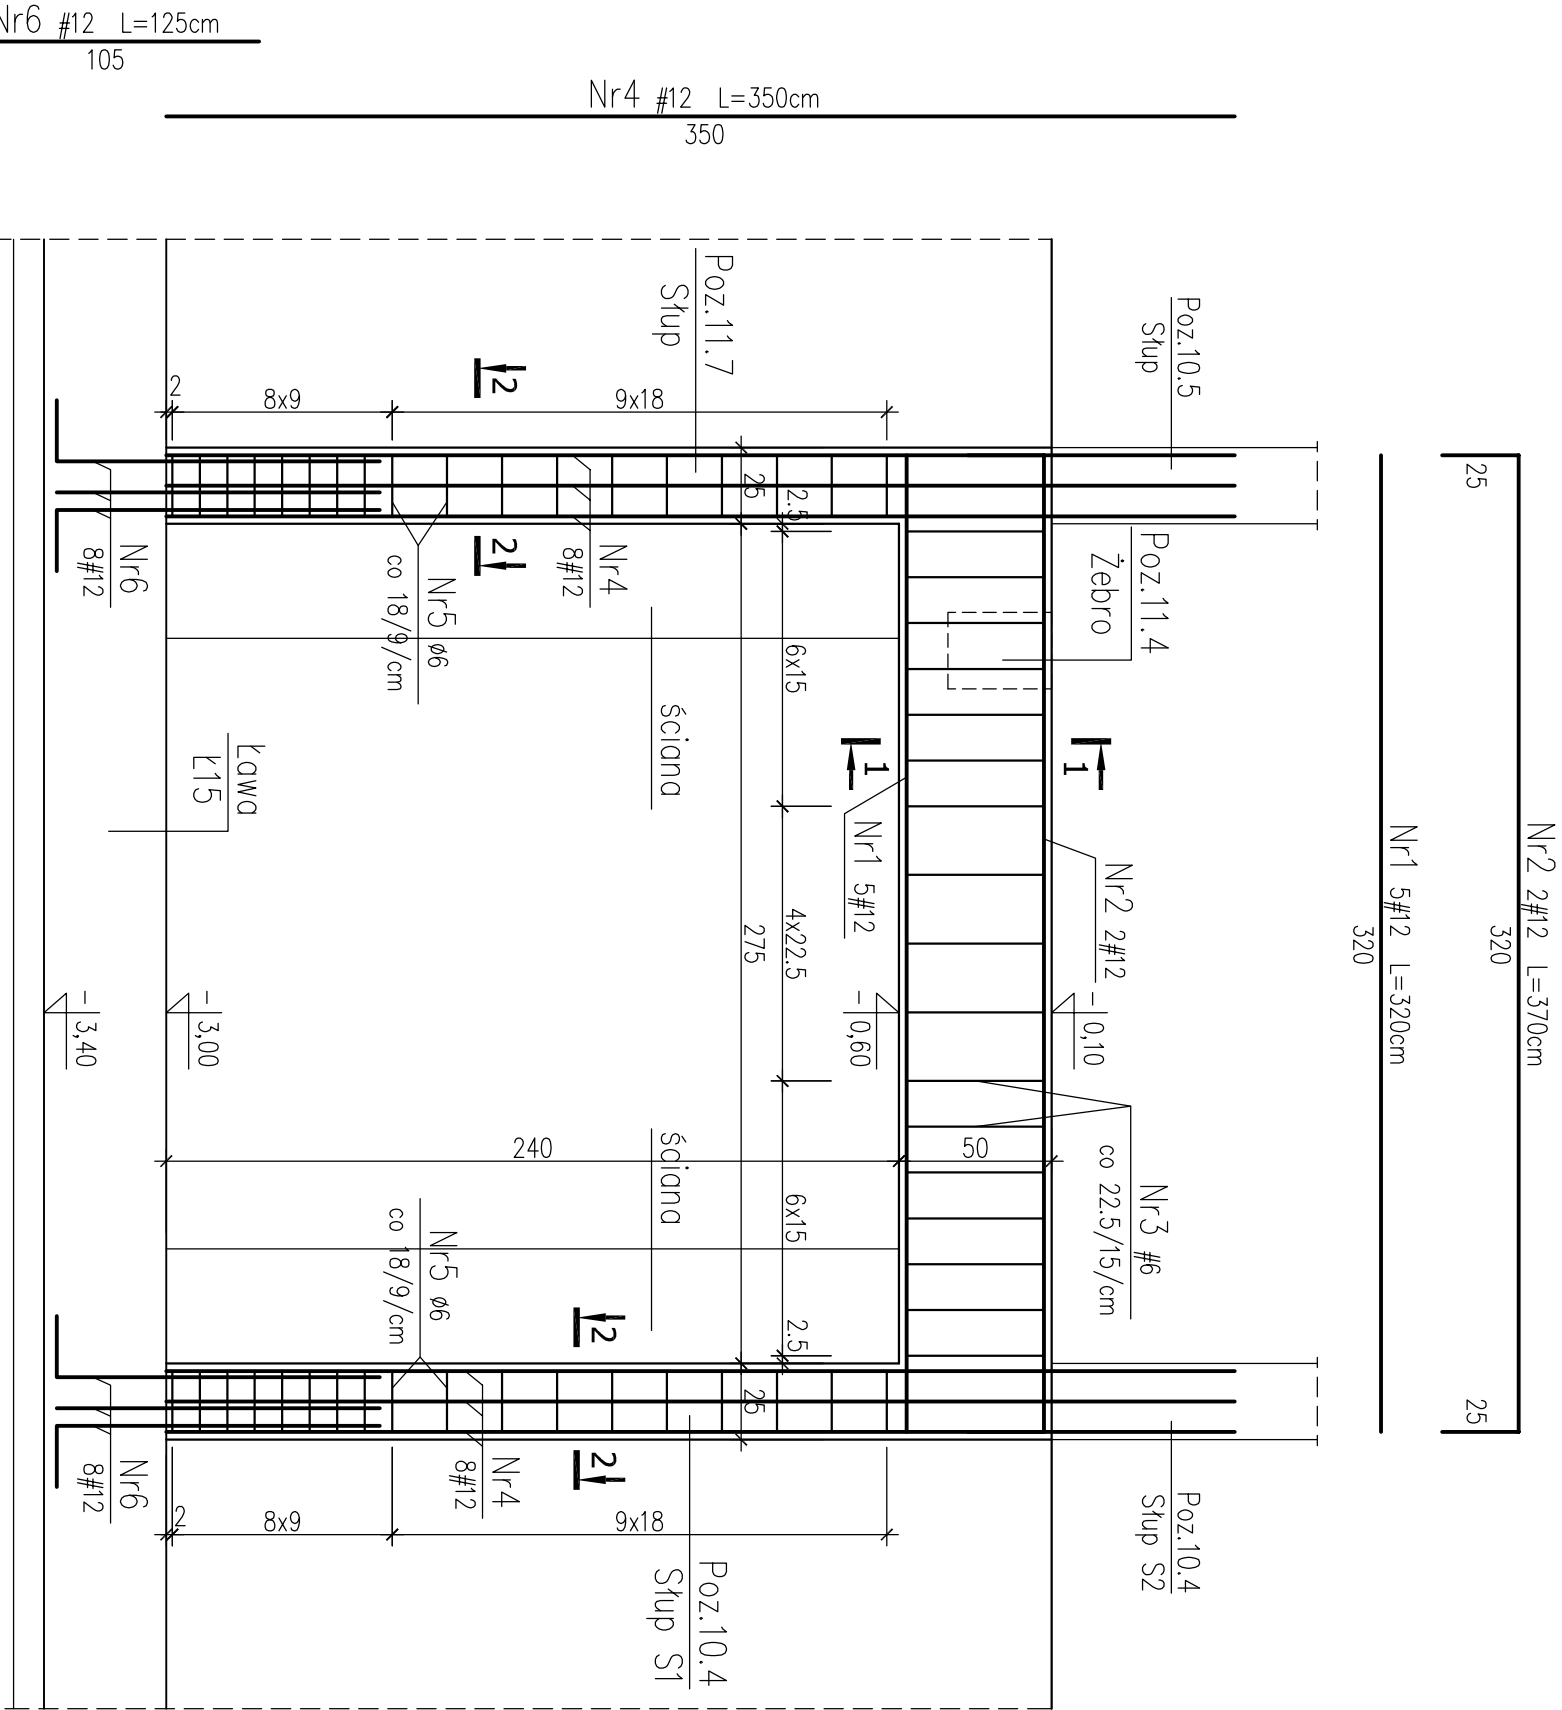 Nr6 #12 L=125cm
105
Nr4 #12 L=350cm
350
Nr2 2#12 L=370cm
320
25
25
Nr1 5#12 L=320cm
320
Poz.10.5
Słup
Poz.10.4
Słup S2
Poz.11.7
Słup
Poz.11.4
Żebro
2
8x9
9x18
2
2
25
2.5
6x15
4x22.5
6x15
2.5
25
275
1
1
Nr1 5#12
Nr2 2#12
Nr3 #6
co 22.5/15/cm
Nr4
8#12
Nr5 ø6
co 18/9/cm
Nr6
8#12
ściana
ściana
Ława
Ł15
- 0,10
- 0,60
- 3,00
- 3,40
240
50
Nr5 ø6
co 18/9/cm
Nr4
8#12
Nr6
8#12
2
2
2
8x9
9x18
Poz.10.4
Słup S1